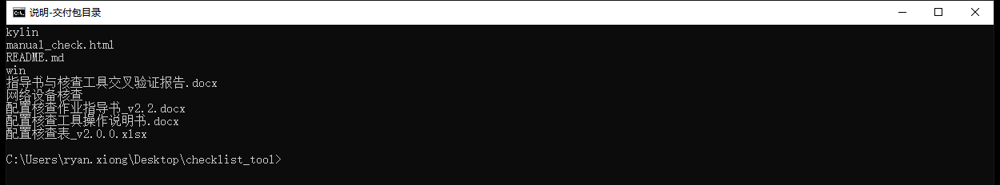 说明-交付包目录
kylin
manual_check.html
README.md
win
指导书与核查工具交叉验证报告.docx
网络设备核查
配置核查作业指导书_v2.2.docx
配置核查工具操作说明书.docx
配置核查表_v2.0.0.xlsx
C:\Users\ryan.xiong\Desktop\checklist_tool>